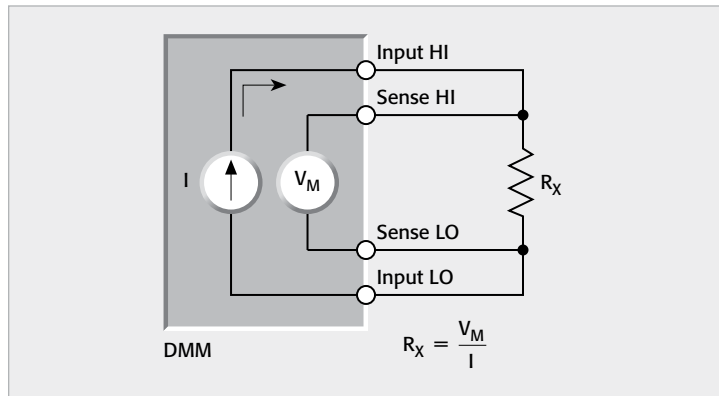 Input HI
Sense HI
I
V_M
R_X
Sense LO
Input LO
DMM
R_X = V_M / I